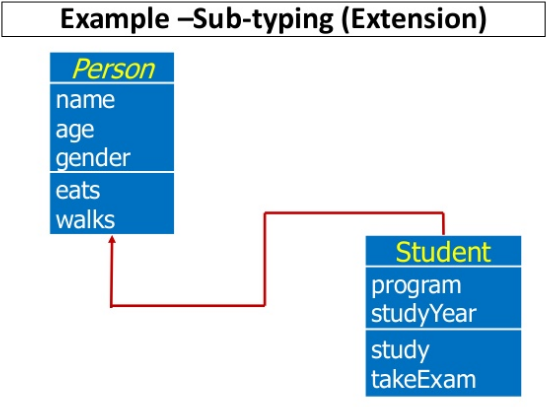 Example –Sub-typing (Extension)
Person
name
age
gender
eats
walks
Student
program
studyYear
study
takeExam